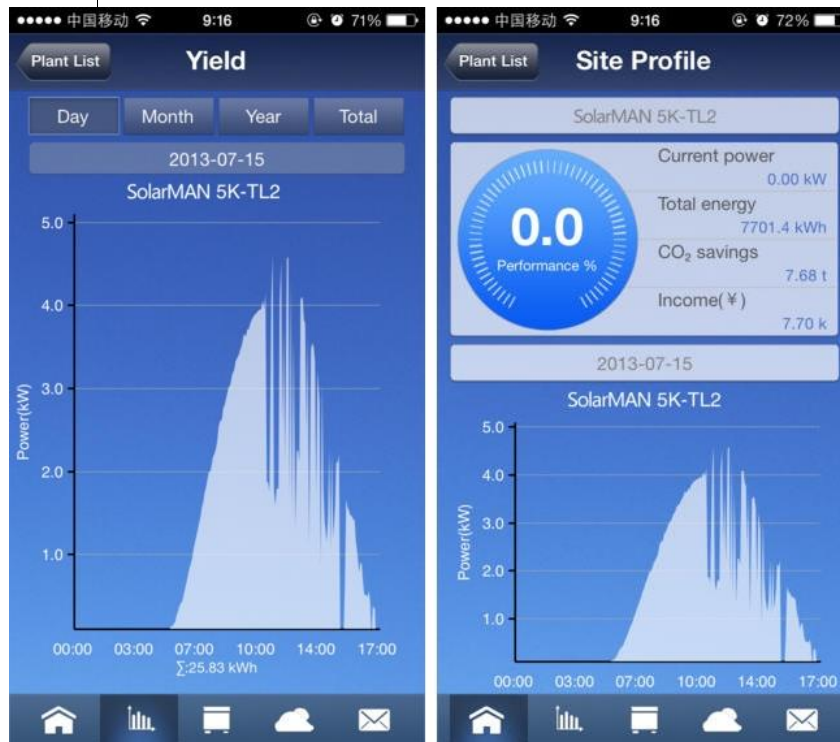 中国移动 9:16 71%
Plant List Yield
Day Month Year Total
2013-07-15
SolarMAN 5K-TL2
5.0
4.0
3.0
2.0
1.0
Power(kW)
00:00 03:00 07:00 10:00 14:00 17:00
∑:25.83 kWh
中国移动 9:16 72%
Plant List Site Profile
SolarMAN 5K-TL2
0.0
Performance %
Current power
0.00 kW
Total energy
7701.4 kWh
CO₂ savings
7.68 t
Income(¥)
7.70 k
2013-07-15
SolarMAN 5K-TL2
5.0
4.0
3.0
2.0
1.0
Power(kW)
00:00 03:00 07:00 10:00 14:00 17:00